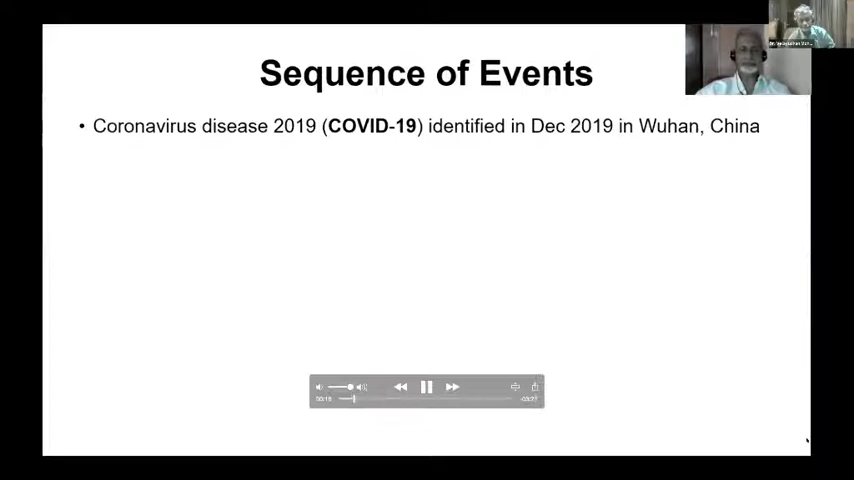 Sequence of Events
• Coronavirus disease 2019 (COVID-19) identified in Dec 2019 in Wuhan, China